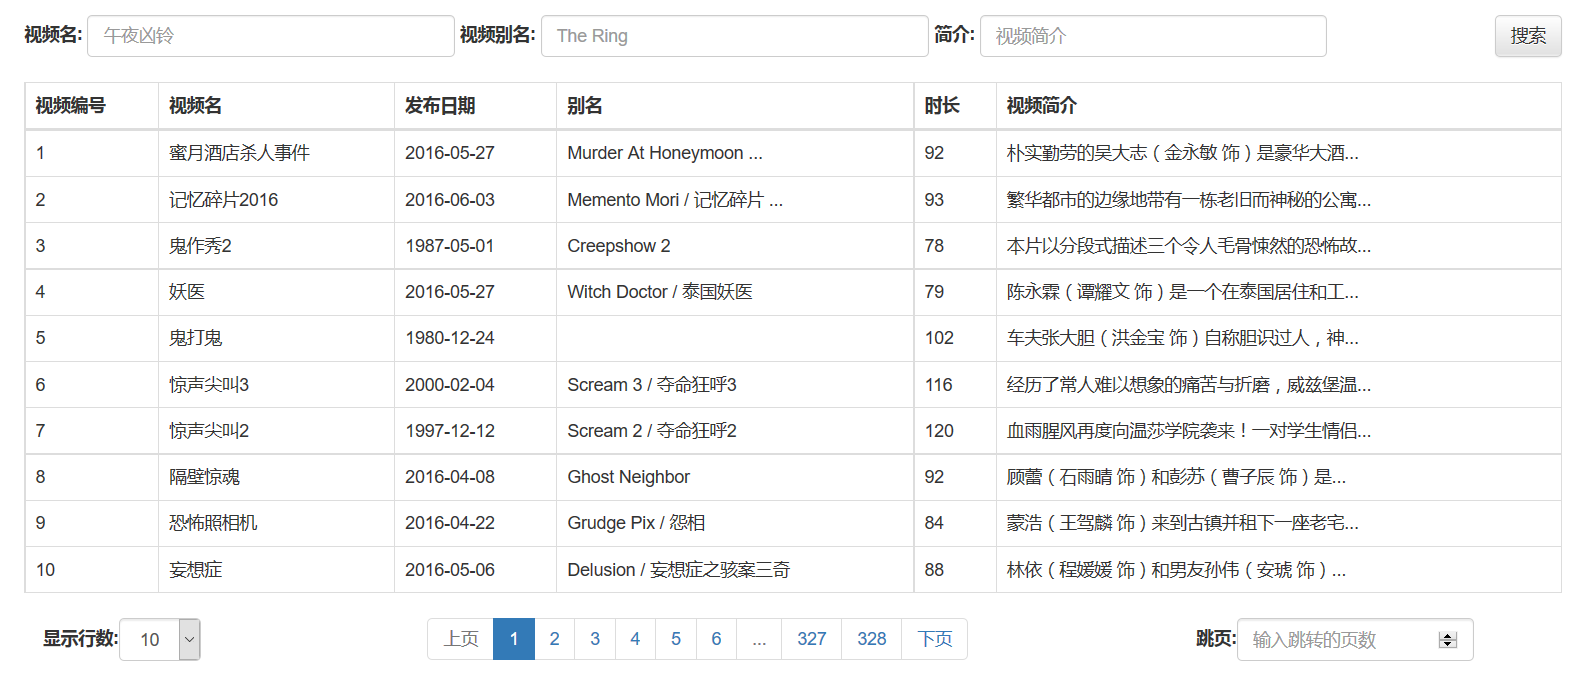 视频名: 午夜凶铃 视频别名: The Ring 简介: 视频简介 搜索
视频编号 视频名 发布日期 别名 时长 视频简介
1 蜜月酒店杀人事件 2016-05-27 Murder At Honeymoon ... 92 朴实勤劳的吴大志（金永敏 饰）是豪华大酒...
2 记忆碎片2016 2016-06-03 Memento Mori / 记忆碎片 ... 93 繁华都市的边缘地带有一栋老旧而神秘的公寓...
3 鬼作秀2 1987-05-01 Creepshow 2 78 本片以分段式描述三个令人毛骨悚然的恐怖故...
4 妖医 2016-05-27 Witch Doctor / 泰国妖医 79 陈永霖（谭耀文 饰）是一个在泰国居住和工...
5 鬼打鬼 1980-12-24 102 车夫张大胆（洪金宝 饰）自称胆识过人，神...
6 惊声尖叫3 2000-02-04 Scream 3 / 夺命狂呼3 116 经历了常人难以想象的痛苦与折磨，威兹堡温...
7 惊声尖叫2 1997-12-12 Scream 2 / 夺命狂呼2 120 血雨腥风再度向温莎学院袭来！一对学生情侣...
8 隔壁惊魂 2016-04-08 Ghost Neighbor 92 顾蕾（石雨晴 饰）和彭苏（曹子辰 饰）是...
9 恐怖照相机 2016-04-22 Grudge Pix / 怨相 84 蒙浩（王驾麟 饰）来到古镇并租下一座老宅...
10 妄想症 2016-05-06 Delusion / 妄想症之骇案三奇 88 林依（程媛媛 饰）和男友孙伟（安琥 饰）...
显示行数: 10 上页 1 2 3 4 5 6 ... 327 328 下页 跳页: 输入跳转的页数